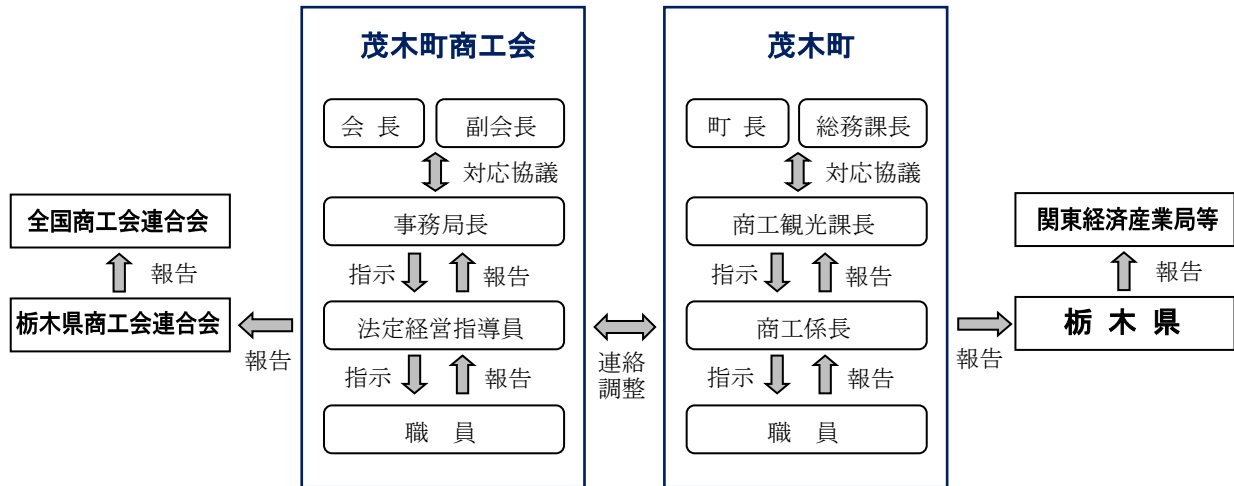 茂木町商工会
茂木町
会 長
副会長
町 長
総務課長
対応協議
対応協議
全国商工会連合会
事務局長
商工観光課長
関東経済産業局等
報告
指示
報告
指示
報告
報告
栃木県商工会連合会
法定経営指導員
商工係長
栃 木 県
報告
指示
報告
連絡
調整
指示
報告
報告
職 員
職 員